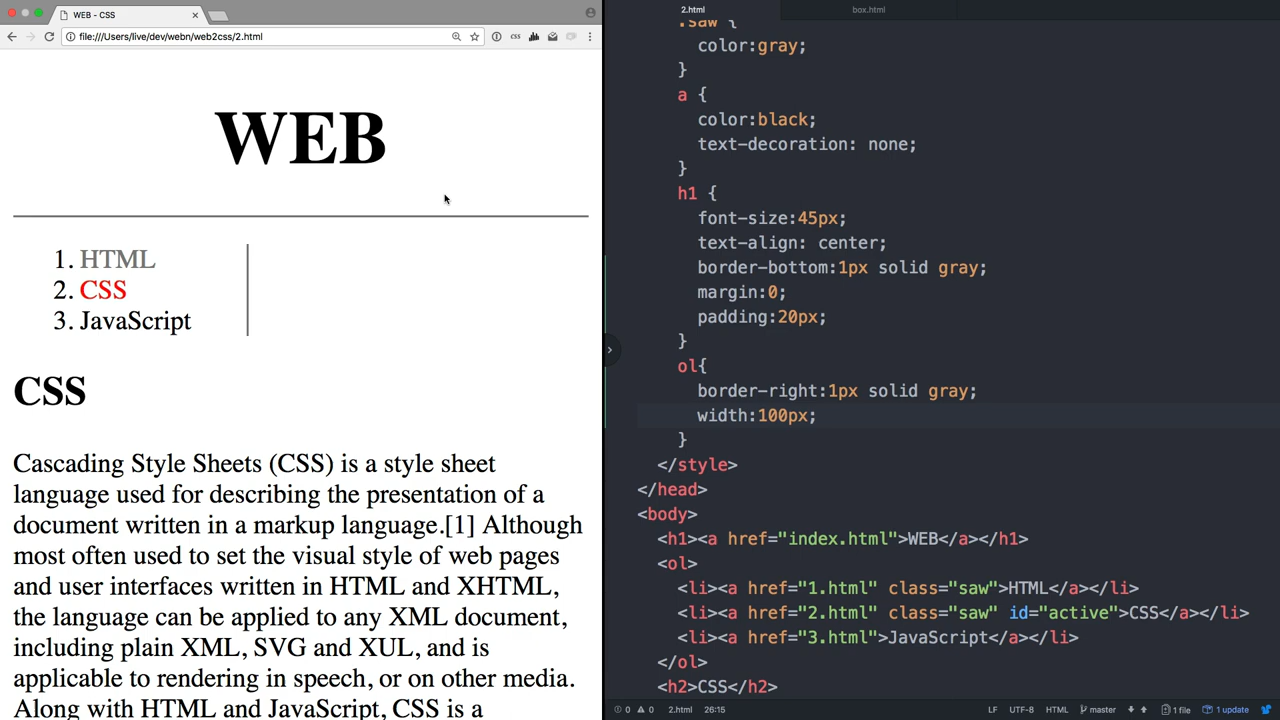 WEB - CSS
file:///Users/live/dev/webn/web2css/2.html
WEB
1. HTML
2. CSS
3. JavaScript
CSS
Cascading Style Sheets (CSS) is a style sheet
language used for describing the presentation of a
document written in a markup language.[1] Although
most often used to set the visual style of web pages
and user interfaces written in HTML and XHTML,
the language can be applied to any XML document,
including plain XML, SVG and XUL, and is
applicable to rendering in speech, or on other media.
Along with HTML and JavaScript, CSS is a
2.html
box.html
.saw {
color:gray;
}
a {
color:black;
text-decoration: none;
}
h1 {
font-size:45px;
text-align: center;
border-bottom:1px solid gray;
margin:0;
padding:20px;
}
ol{
border-right:1px solid gray;
width:100px;
}
</style>
</head>
<body>
<h1><a href="index.html">WEB</a></h1>
<ol>
<li><a href="1.html" class="saw">HTML</a></li>
<li><a href="2.html" class="saw" id="active">CSS</a></li>
<li><a href="3.html">JavaScript</a></li>
</ol>
<h2>CSS</h2>
0 0 2.html 26:15
LF UTF-8 HTML master 1 file 1 update